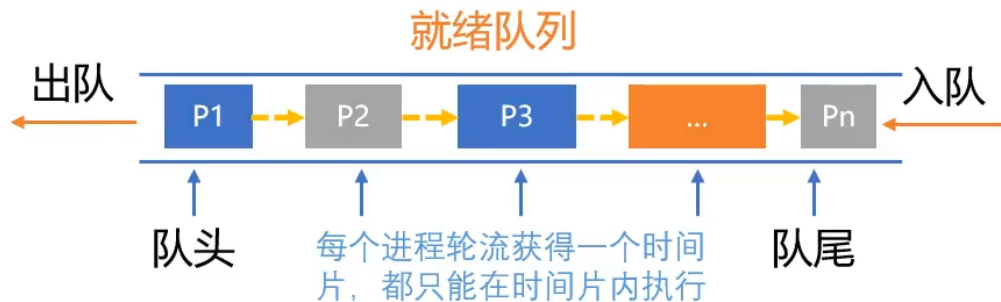 就绪队列
出队
入队
P1
P2
P3
...
Pn
队头
每个进程轮流获得一个时间
片，都只能在时间片内执行
队尾